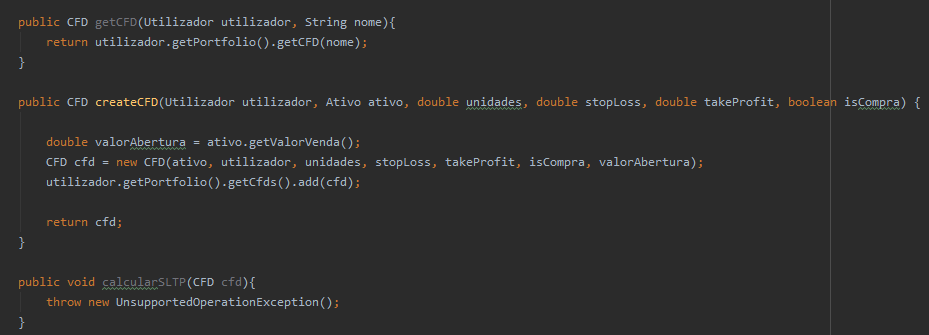 public CFD getCFD(Utilizador utilizador, String nome){
return utilizador.getPortfolio().getCFD(nome);
}
public CFD createCFD(Utilizador utilizador, Ativo ativo, double unidades, double stopLoss, double takeProfit, boolean isCompra) {
double valorAbertura = ativo.getValorVenda();
CFD cfd = new CFD(ativo, utilizador, unidades, stopLoss, takeProfit, isCompra, valorAbertura);
utilizador.getPortfolio().getCfds().add(cfd);
return cfd;
}
public void calcularSLTP(CFD cfd){
throw new UnsupportedOperationException();
}